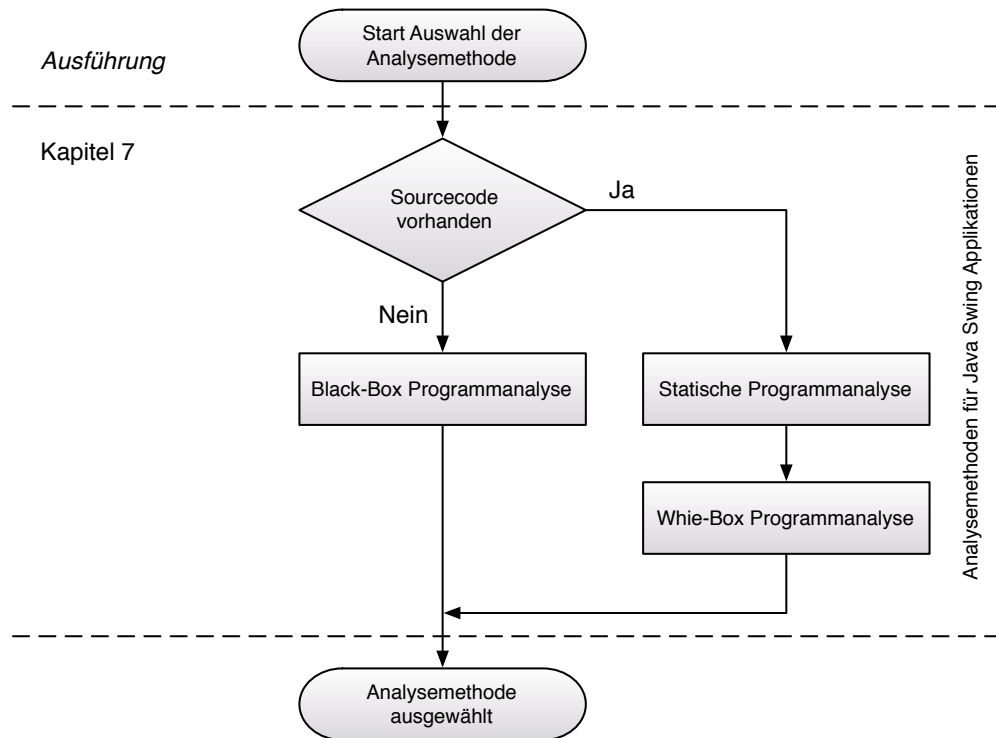 Start Auswahl der
Analysemethode
Ausführung
Kapitel 7
Sourcecode
vorhanden
Ja
Nein
Black-Box Programmanalyse
Statische Programmanalyse
Whie-Box Programmanalyse
Analysemethoden für Java Swing Applikationen
Analysemethode
ausgewählt